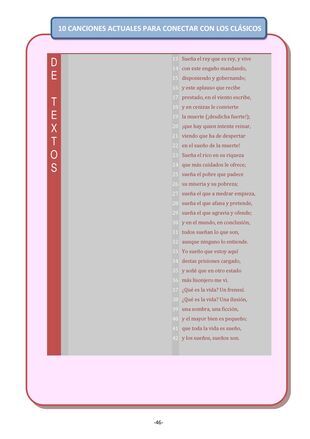 10 CANCIONES ACTUALES PARA CONECTAR CON LOS CLÁSICOS
DE TEXTOS
13 Sueña el rey que es rey, y vive
14 con este engaño mandando,
15 disponiendo y gobernando;
16 y este aplauso que recibe
17 prestado, en el viento escribe,
18 y en cenizas le convierte
19 la muerte (¡desdicha fuerte!);
20 ¡que hay quien intente reinar,
21 viendo que ha de despertar
22 en el sueño de la muerte!
23 Sueña el rico en su riqueza
24 que más cuidados le ofrece;
25 sueña el pobre que padece
26 su miseria y su pobreza;
27 sueña el que a medrar empieza,
28 sueña el que afana y pretende,
29 sueña el que agravia y ofende;
30 y en el mundo, en conclusión,
31 todos sueñan lo que son,
32 aunque ninguno lo entiende.
33 Yo sueño que estoy aquí
34 destas prisiones cargado,
35 y soñé que en otro estado
36 más lisonjero me vi.
37 ¿Qué es la vida? Un frenesí.
38 ¿Qué es la vida? Una ilusión,
39 una sombra, una ficción,
40 y el mayor bien es pequeño;
41 que toda la vida es sueño,
42 y los sueños, sueños son.
-46-